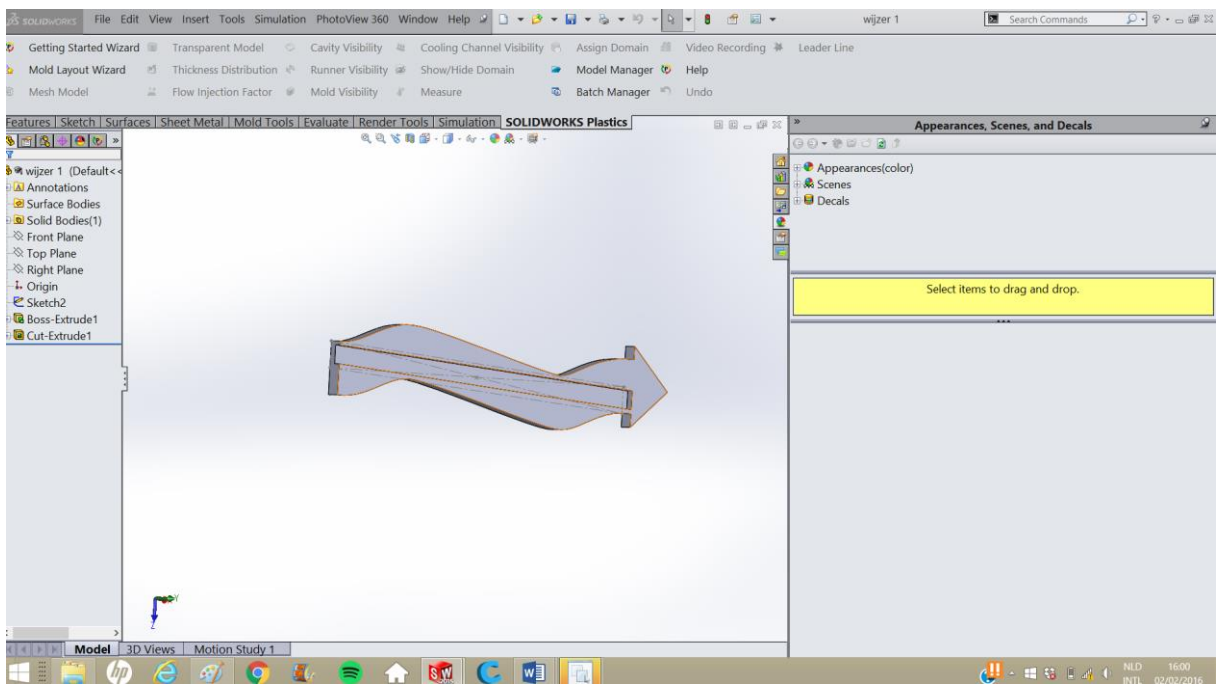 SOLIDWORKS File Edit View Insert Tools Simulation PhotoView 360 Window Help wijzer 1 Search Commands
Getting Started Wizard Transparent Model Cavity Visibility Cooling Channel Visibility Assign Domain Video Recording Leader Line
Mold Layout Wizard Thickness Distribution Runner Visibility Show/Hide Domain Model Manager Help
Mesh Model Flow Injection Factor Mold Visibility Measure Batch Manager Undo
Features Sketch Surfaces Sheet Metal Mold Tools Evaluate Render Tools Simulation SOLIDWORKS Plastics
Appearances, Scenes, and Decals
Appearances(color)
Scenes
Decals
Select items to drag and drop.
wijzer 1 (Default<<
Annotations
Surface Bodies
Solid Bodies(1)
Front Plane
Top Plane
Right Plane
Origin
Sketch2
Boss-Extrude1
Cut-Extrude1
Y
Z
Model 3D Views Motion Study 1
hp SW W NLD 16:00
INTL 02/02/2016